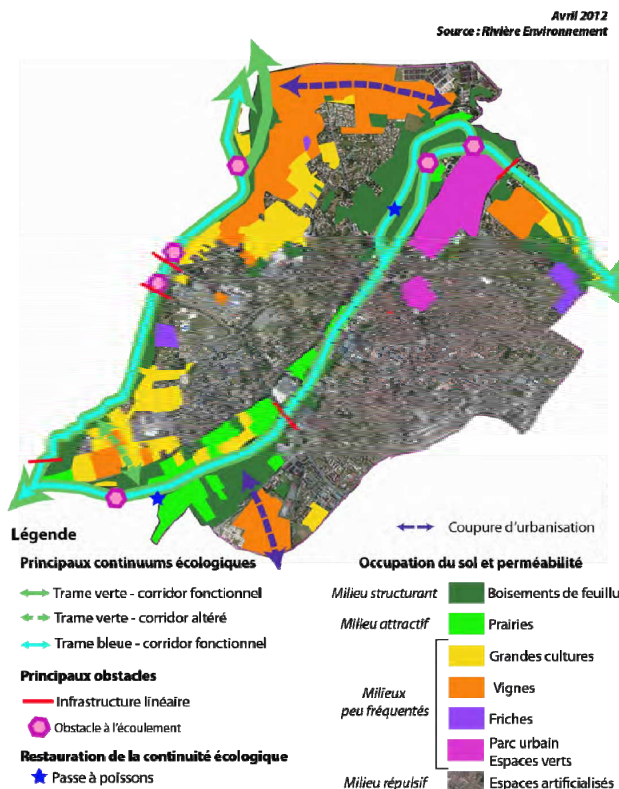 Avril 2012
Source : Rivière Environnement
Légende
Principaux continuums écologiques
Trame verte - corridor fonctionnel
Trame verte - corridor altéré
Trame bleue - corridor fonctionnel
Principaux obstacles
Infrastructure linéaire
Obstacle à l'écoulement
Restauration de la continuité écologique
Passe à poissons
Coupure d'urbanisation
Occupation du sol et perméabilité
Milieu structurant Boisements de feuillu
Milieu attractif Prairies
Grandes cultures
Milieux
peu fréquentés
Vignes
Friches
Parc urbain
Espaces verts
Milieu répulsif Espaces artificialisés